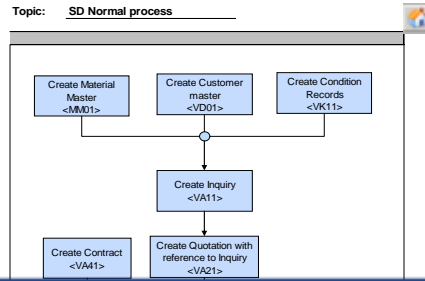 Topic: SD Normal process
Create Material
Master
<MM01>
Create Customer
master
<VD01>
Create Condition
Records
<VK11>
Create Inquiry
<VA11>
Create Contract
<VA41>
Create Quotation with
reference to Inquiry
<VA21>